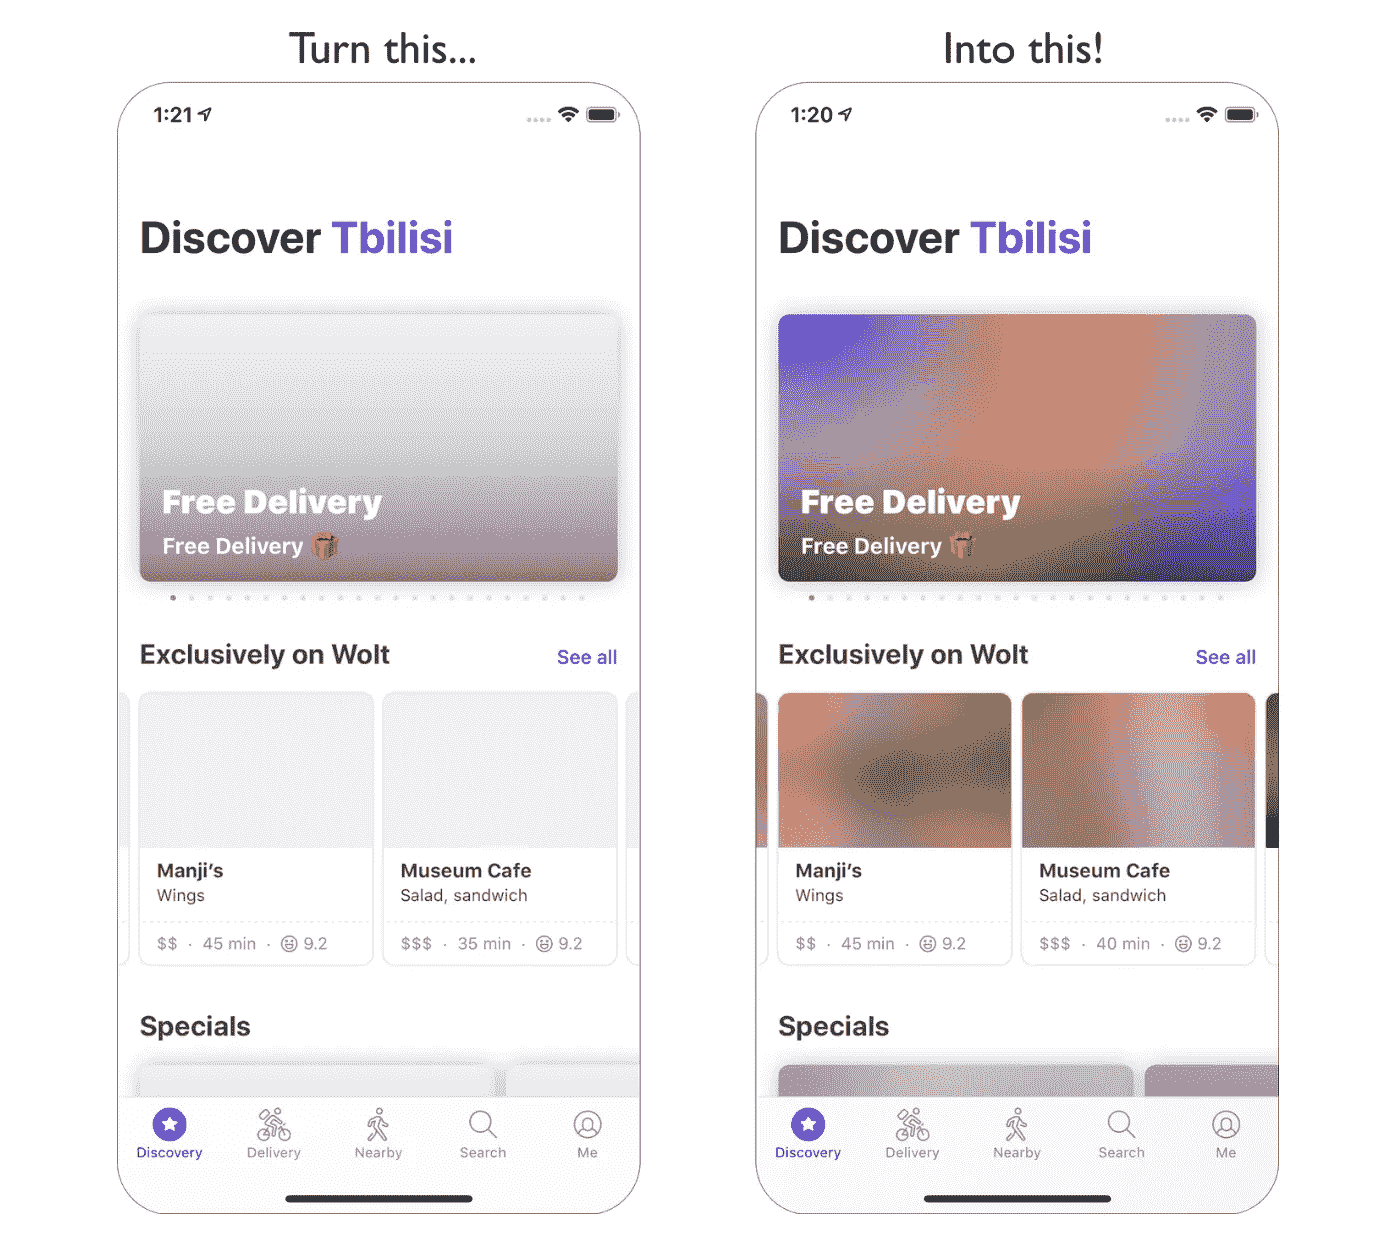 Turn this...
1:21
Discover Tbilisi
Free Delivery
Free Delivery
Exclusively on Wolt
See all
Manji's
Wings
$$ · 45 min · 9.2
Museum Cafe
Salad, sandwich
$$$ · 35 min · 9.2
Specials
Discovery
Delivery
Nearby
Search
Me
Into this!
1:20
Discover Tbilisi
Free Delivery
Free Delivery
Exclusively on Wolt
See all
Manji's
Wings
$$ · 45 min · 9.2
Museum Cafe
Salad, sandwich
$$$ · 40 min · 9.2
Specials
Discovery
Delivery
Nearby
Search
Me